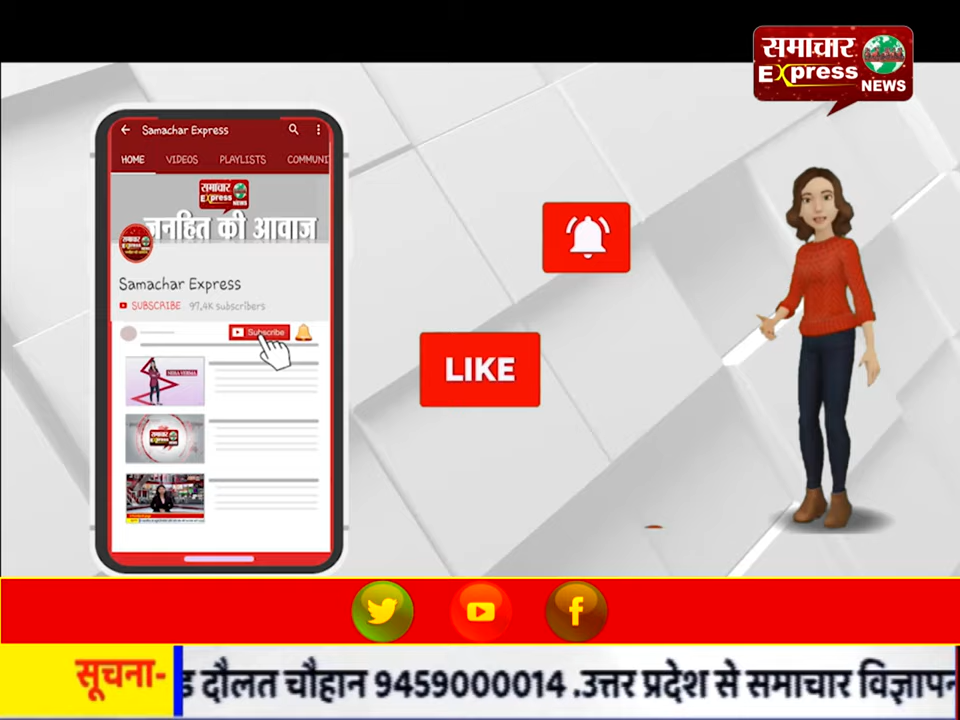 समाचार
Express
NEWS
Samachar Express
HOME VIDEOS PLAYLISTS COMMUNI
समाचार
Express
NEWS
जनहित की आवाज
Samachar Express
SUBSCRIBE 97.4K subscribers
Subscribe
LIKE
सूचना- ड दौलत चौहान 9459000014 .उत्तर प्रदेश से समाचार विज्ञापन